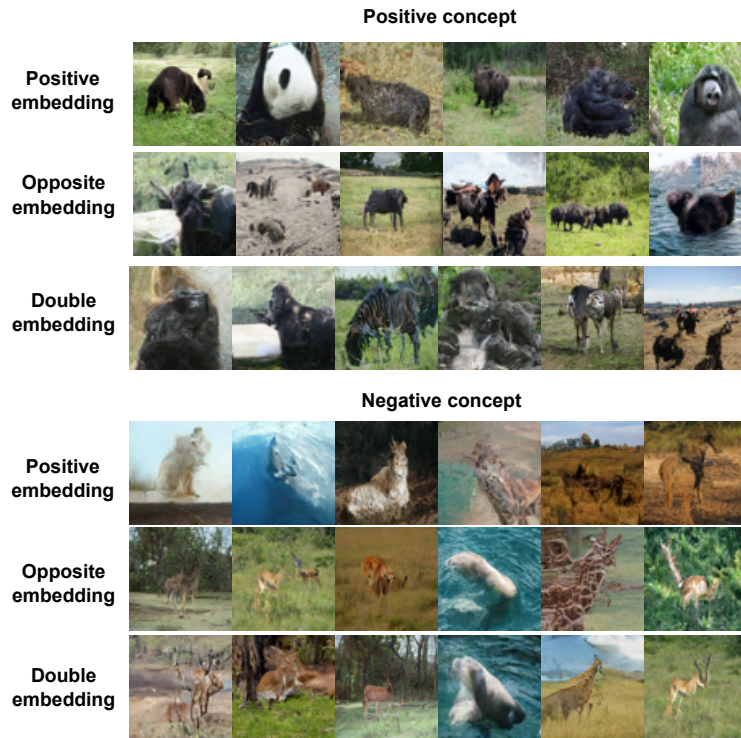 Positive concept
Positive
embedding
Opposite
embedding
Double
embedding
Negative concept
Positive
embedding
Opposite
embedding
Double
embedding